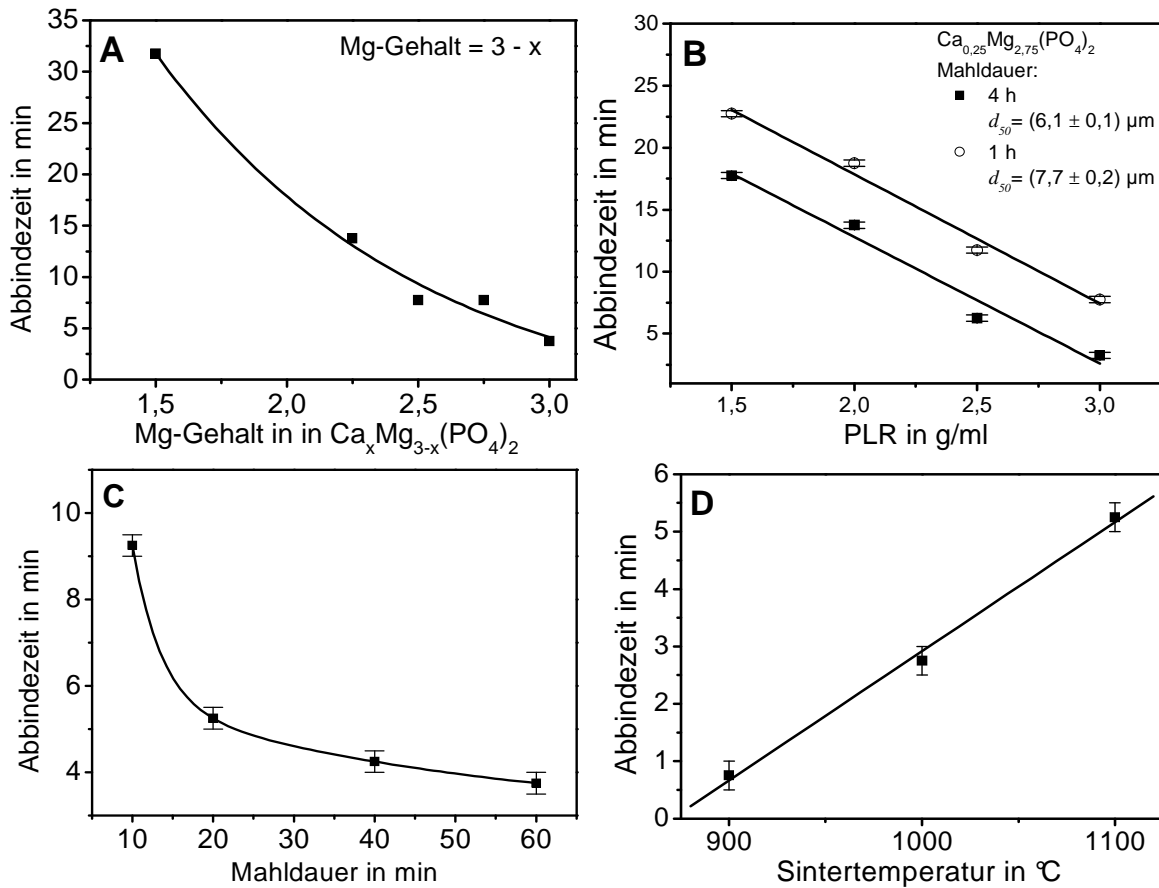 A
Mg-Gehalt = 3 - x
35
30
25
20
15
10
5
0
Abbindezeit in min
1,5 2,0 2,5 3,0
Mg-Gehalt in in CaxMg3-x(PO4)2
B
Ca0,25Mg2,75(PO4)2
Mahldauer:
4 h
d50= (6,1 ± 0,1) µm
1 h
d50= (7,7 ± 0,2) µm
30
25
20
15
10
5
Abbindezeit in min
1,5 2,0 2,5 3,0
PLR in g/ml
C
10
8
6
4
Abbindezeit in min
10 20 30 40 50 60
Mahldauer in min
D
6
5
4
3
2
1
0
Abbindezeit in min
900 1000 1100
Sintertemperatur in °C